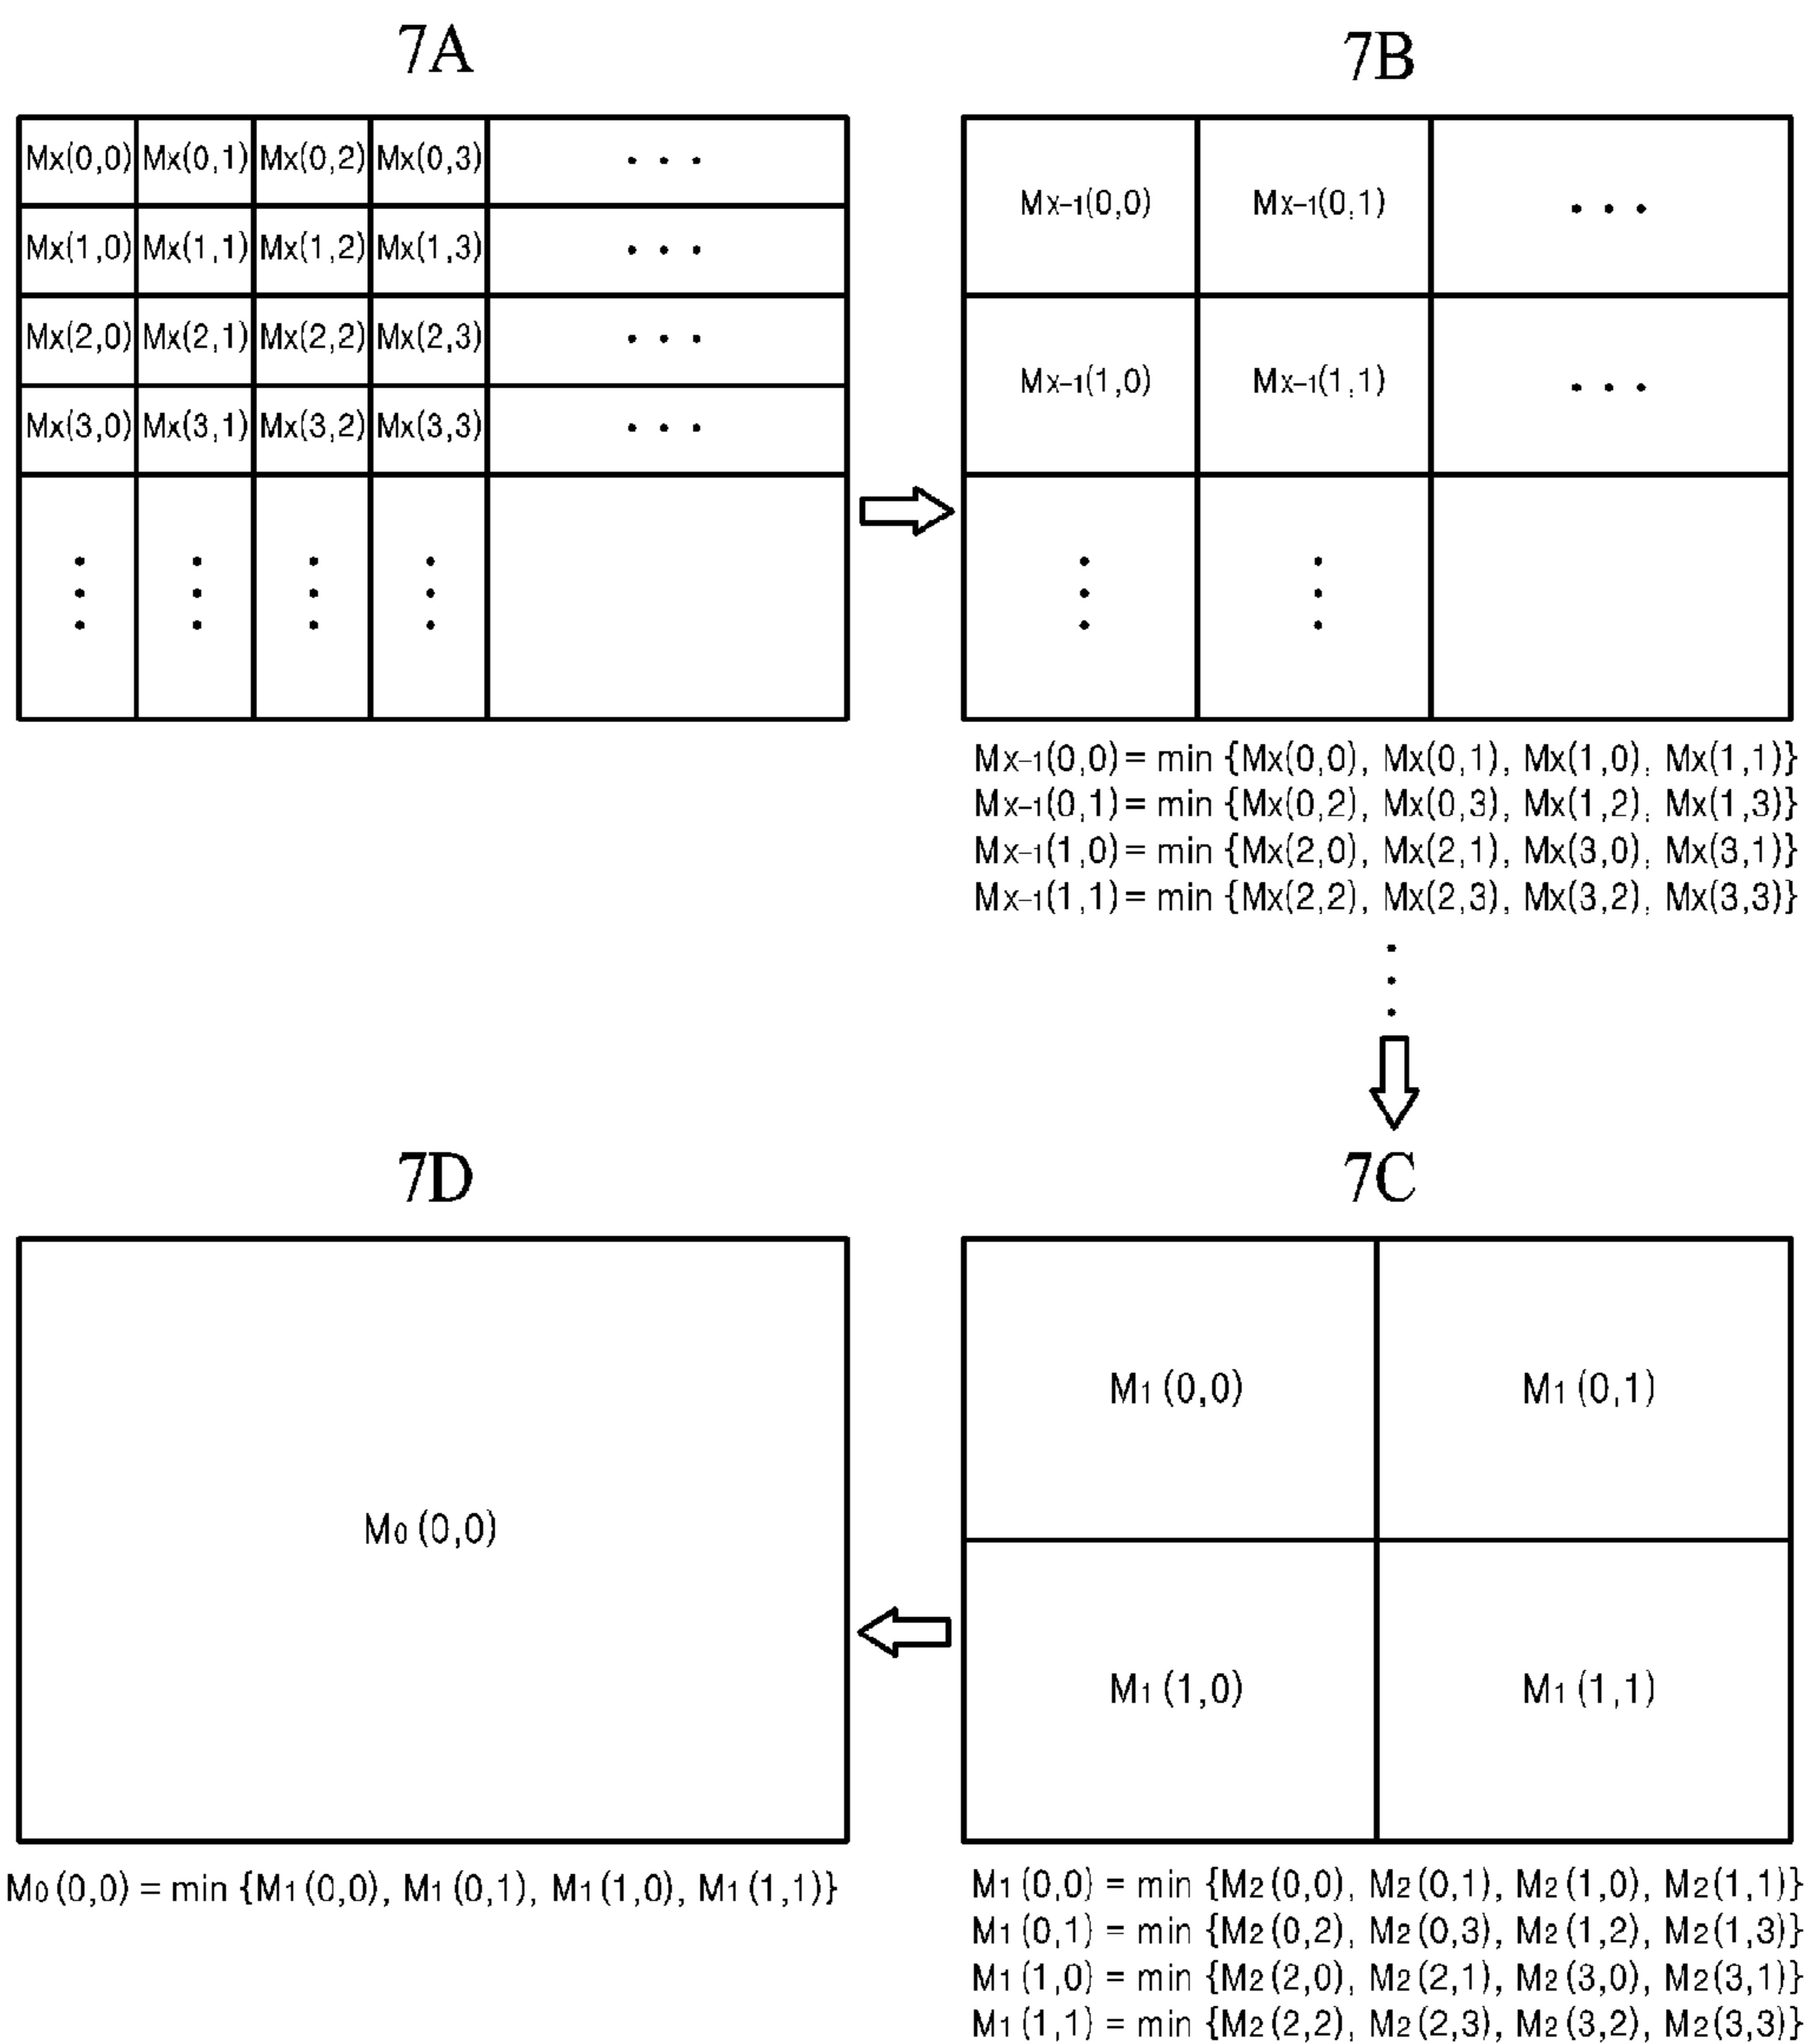 7A
Mx(0,0) Mx(0,1) Mx(0,2) Mx(0,3) . . .
Mx(1,0) Mx(1,1) Mx(1,2) Mx(1,3) . . .
Mx(2,0) Mx(2,1) Mx(2,2) Mx(2,3) . . .
Mx(3,0) Mx(3,1) Mx(3,2) Mx(3,3) . . .
7B
Mx-1(0,0) Mx-1(0,1) . . .
Mx-1(1,0) Mx-1(1,1) . . .
Mx-1(0,0) = min {Mx(0,0), Mx(0,1), Mx(1,0), Mx(1,1)}
Mx-1(0,1) = min {Mx(0,2), Mx(0,3), Mx(1,2), Mx(1,3)}
Mx-1(1,0) = min {Mx(2,0), Mx(2,1), Mx(3,0), Mx(3,1)}
Mx-1(1,1) = min {Mx(2,2), Mx(2,3), Mx(3,2), Mx(3,3)}
7D
M0 (0,0)
M0 (0,0) = min {M1 (0,0), M1 (0,1), M1 (1,0), M1 (1,1)}
7C
M1 (0,0) M1 (0,1)
M1 (1,0) M1 (1,1)
M1 (0,0) = min {M2 (0,0), M2 (0,1), M2 (1,0), M2 (1,1)}
M1 (0,1) = min {M2 (0,2), M2 (0,3), M2 (1,2), M2 (1,3)}
M1 (1,0) = min {M2 (2,0), M2 (2,1), M2 (3,0), M2 (3,1)}
M1 (1,1) = min {M2 (2,2), M2 (2,3), M2 (3,2), M2 (3,3)}